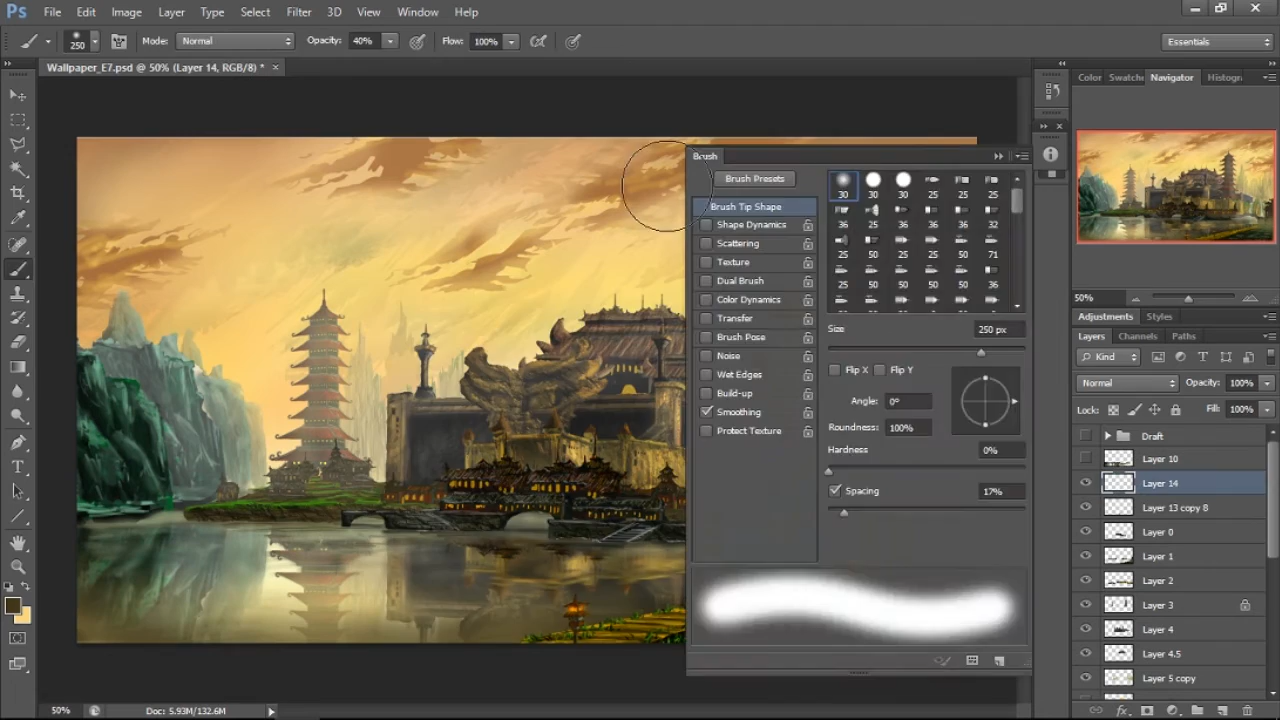 Ps File Edit Image Layer Type Select Filter 3D View Window Help
250 Mode: Normal Opacity: 40% Flow: 100% Essentials
Wallpaper_E7.psd @ 50% (Layer 14, RGB/8) * ×
Color Swatche Navigator Histogra
Brush
Brush Presets
Brush Tip Shape
Shape Dynamics
Scattering
Texture
Dual Brush
Color Dynamics
Transfer
Brush Pose
Noise
Wet Edges
Build-up
Smoothing
Protect Texture
30 30 30 25 25 25
36 25 36 36 36 32
25 50 25 25 50 71
25 50 50 50 50 36
Size 250 px
Flip X Flip Y
Angle: 0°
Roundness: 100%
Hardness 0%
Spacing 17%
50%
Adjustments Styles
Layers Channels Paths
Kind
Normal Opacity: 100%
Lock: Fill: 100%
Draft
Layer 10
Layer 14
Layer 13 copy 8
Layer 0
Layer 1
Layer 2
Layer 3
Layer 4
Layer 4.5
Layer 5 copy
fx
50% Doc: 5.93M/132.6M